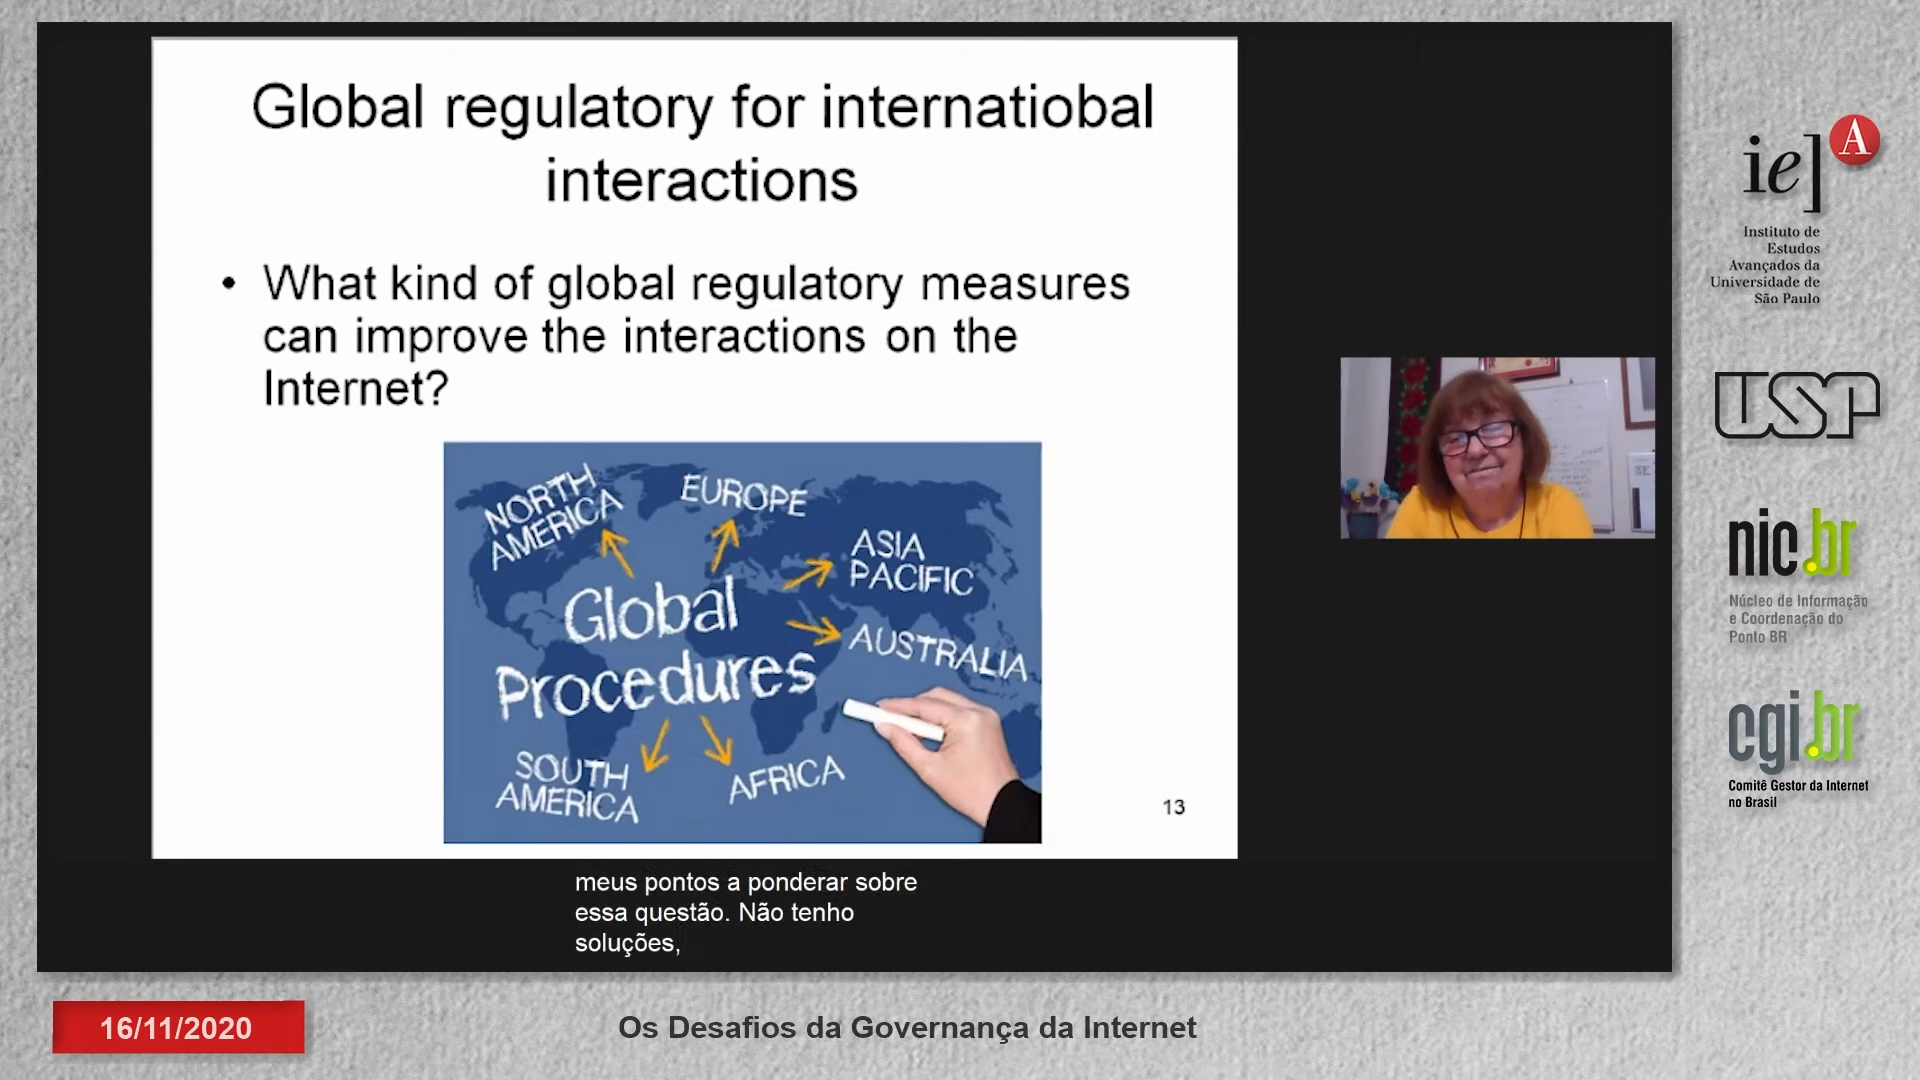 Global regulatory for internatiobal
interactions
• What kind of global regulatory measures
can improve the interactions on the
Internet?
NORTH
AMERICA
EUROPE
ASIA
PACIFIC
Global
Procedures
AUSTRALIA
SOUTH
AMERICA
AFRICA
13
meus pontos a ponderar sobre
essa questão. Não tenho
soluções,
ie] A
Instituto de
Estudos
Avançados da
Universidade de
São Paulo
USP
nic.br
Núcleo de Informação
e Coordenação do
Ponto BR
cgi.br
Comitê Gestor da Internet
no Brasil
16/11/2020
Os Desafios da Governança da Internet